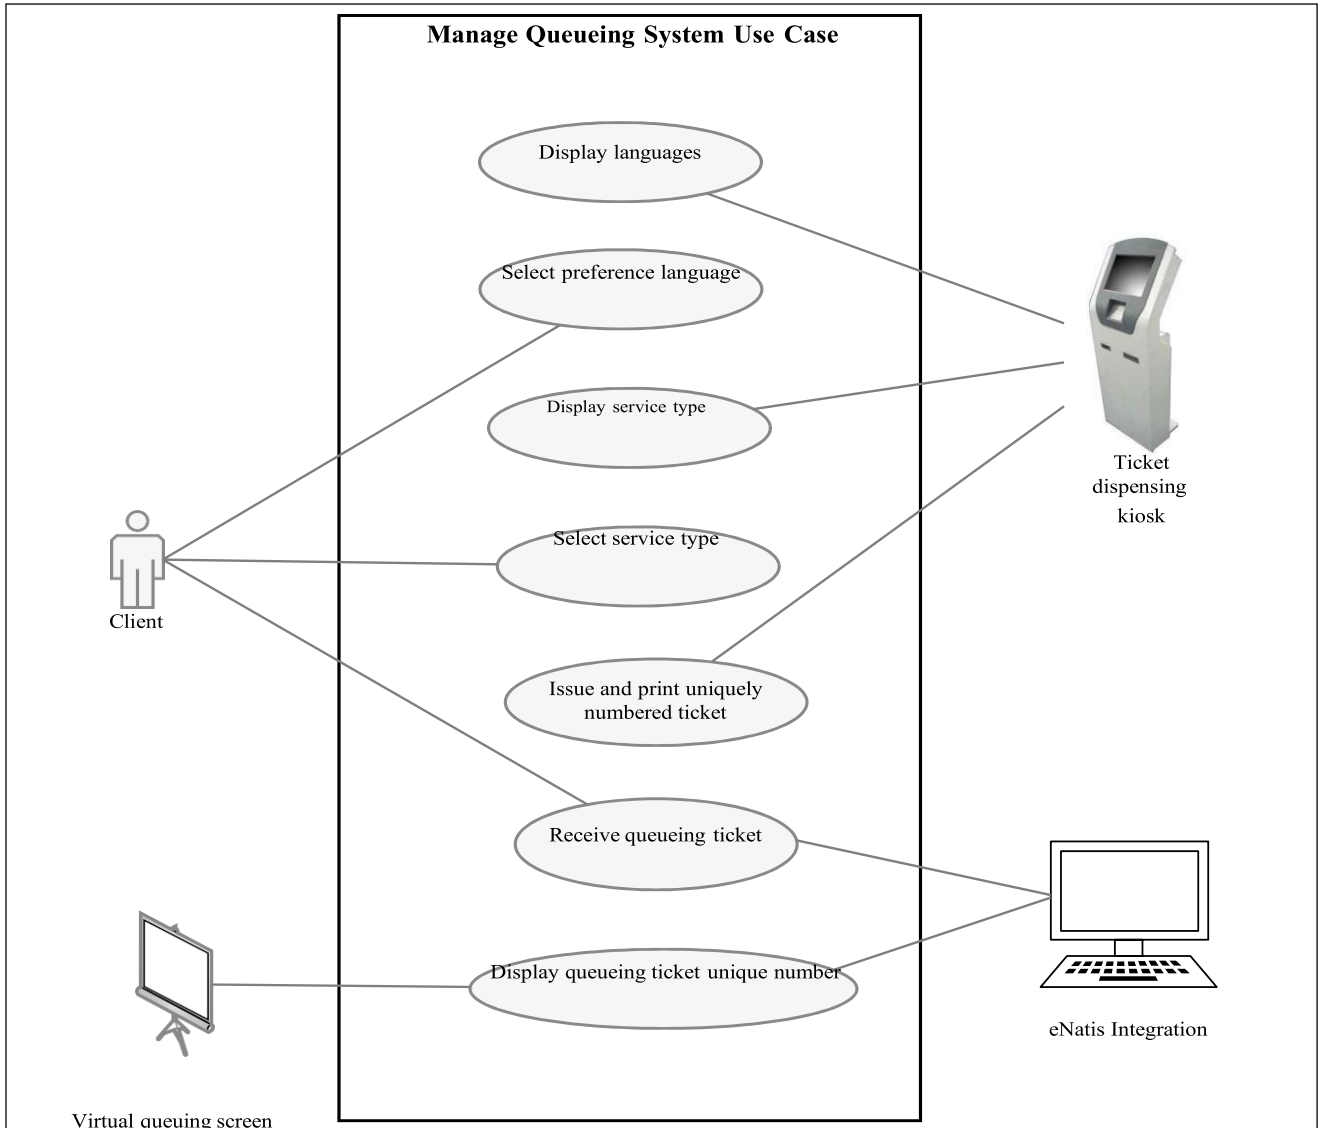 Manage Queueing System Use Case
Display languages
Select preference language
Display service type
Select service type
Issue and print uniquely
numbered ticket
Receive queueing ticket
Display queueing ticket unique number
Client
Virtual queuing screen
Ticket
dispensing
kiosk
eNatis Integration